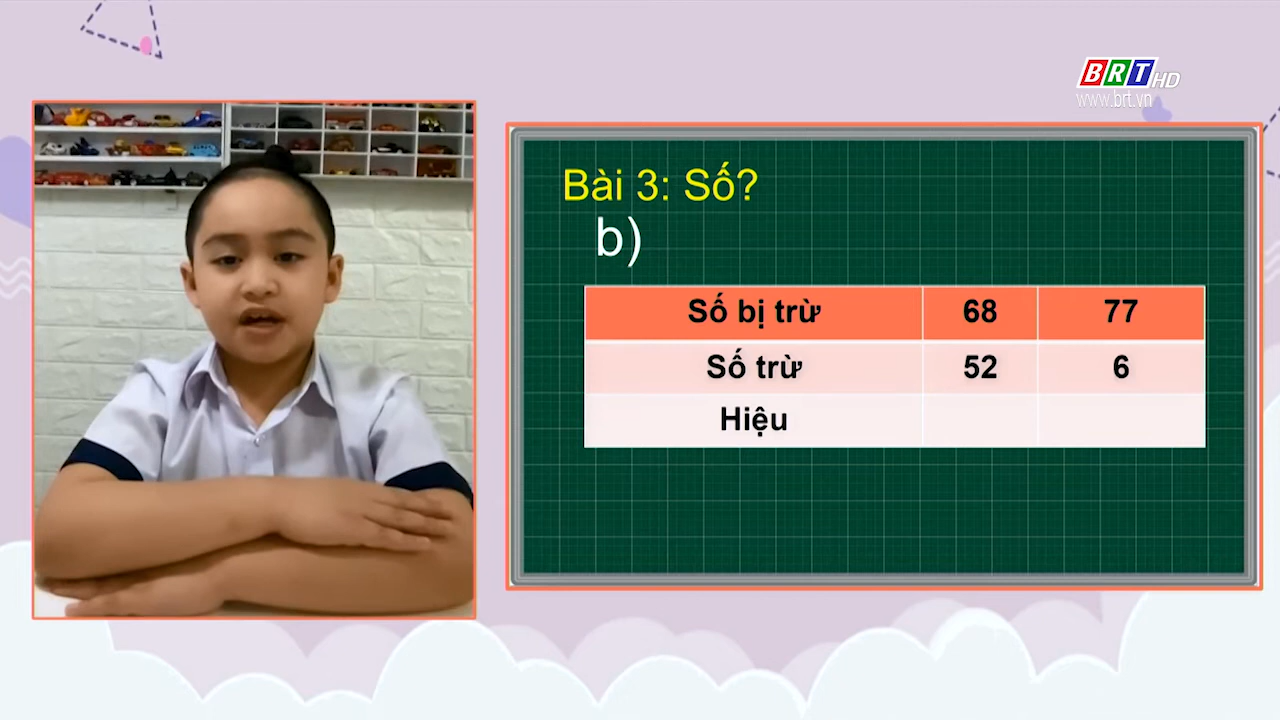 BRT HD
www.brt.vn
Bài 3: Số?
b)
Số bị trừ 68 77
Số trừ 52 6
Hiệu